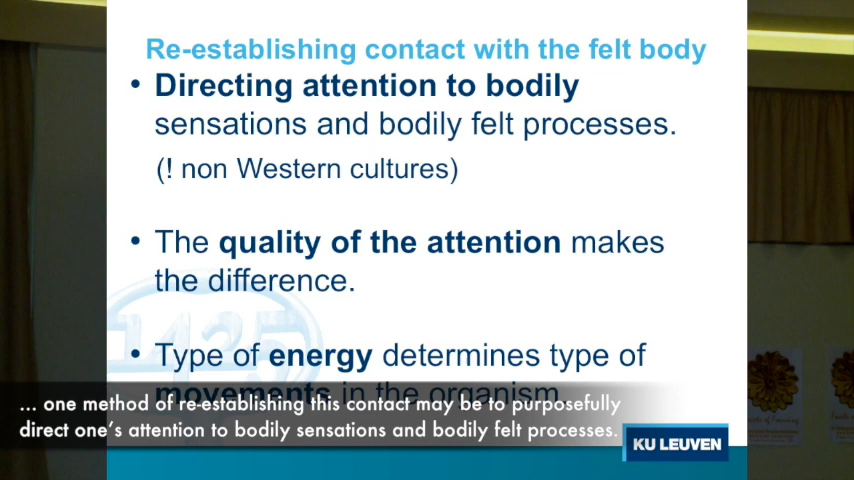 Re-establishing contact with the felt body
• Directing attention to bodily
sensations and bodily felt processes.
(! non Western cultures)
• The quality of the attention makes
the difference.
1425
• Type of energy determines type of
movements in the organism.
... one method of re-establishing this contact may be to purposefully
direct one's attention to bodily sensations and bodily felt processes.
KU LEUVEN